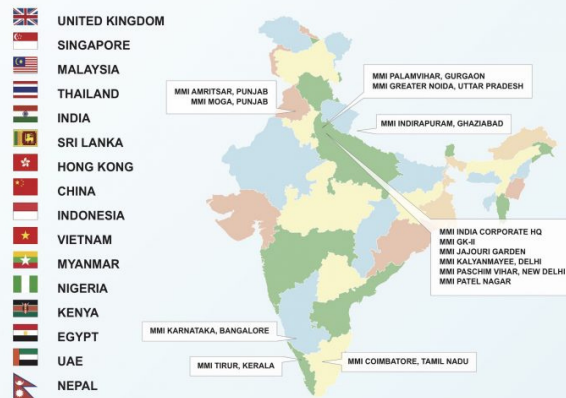 UNITED KINGDOM
SINGAPORE
MALAYSIA
THAILAND
INDIA
SRI LANKA
HONG KONG
CHINA
INDONESIA
VIETNAM
MYANMAR
NIGERIA
KENYA
EGYPT
UAE
NEPAL
MMI AMRITSAR, PUNJAB
MMI MOGA, PUNJAB
MMI PALAMVIHAR, GURGAON
MMI GREATER NOIDA, UTTAR PRADESH
MMI INDIRAPURAM, GHAZIABAD
MMI INDIA CORPORATE HQ
MMI GK-II
MMI JAJOURI GARDEN
MMI KALYANMAYEE, DELHI
MMI PASCHIM VIHAR, NEW DELHI
MMI PATEL NAGAR
MMI KARNATAKA, BANGALORE
MMI TIRUR, KERALA
MMI COIMBATORE, TAMIL NADU